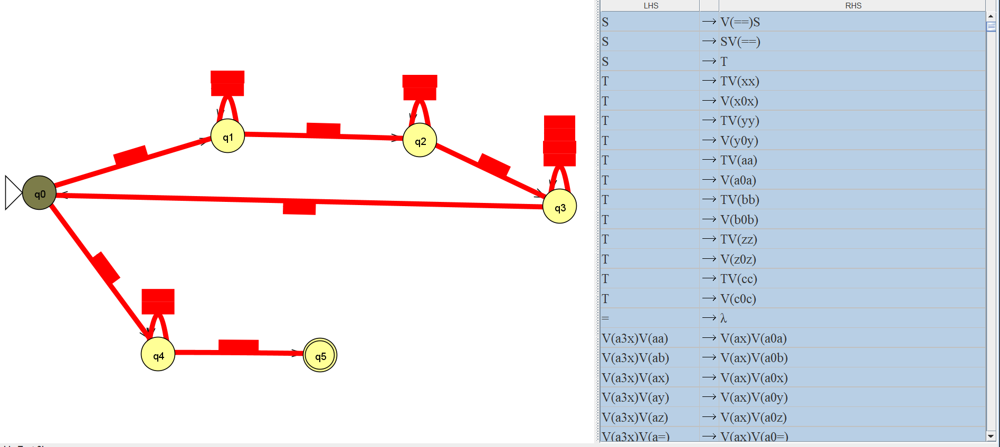 q0
q1
q2
q3
q4
q5
LHS RHS
S → V(==)S
S → SV(==)
S → T
T → TV(xx)
T → V(x0x)
T → TV(yy)
T → V(y0y)
T → TV(aa)
T → V(a0a)
T → TV(bb)
T → V(b0b)
T → TV(zz)
T → V(z0z)
T → TV(cc)
T → V(c0c)
= → λ
V(a3x)V(aa) → V(ax)V(a0a)
V(a3x)V(ab) → V(ax)V(a0b)
V(a3x)V(ax) → V(ax)V(a0x)
V(a3x)V(ay) → V(ax)V(a0y)
V(a3x)V(az) → V(ax)V(a0z)
V(a3x)V(a=) → V(ax)V(a0=)